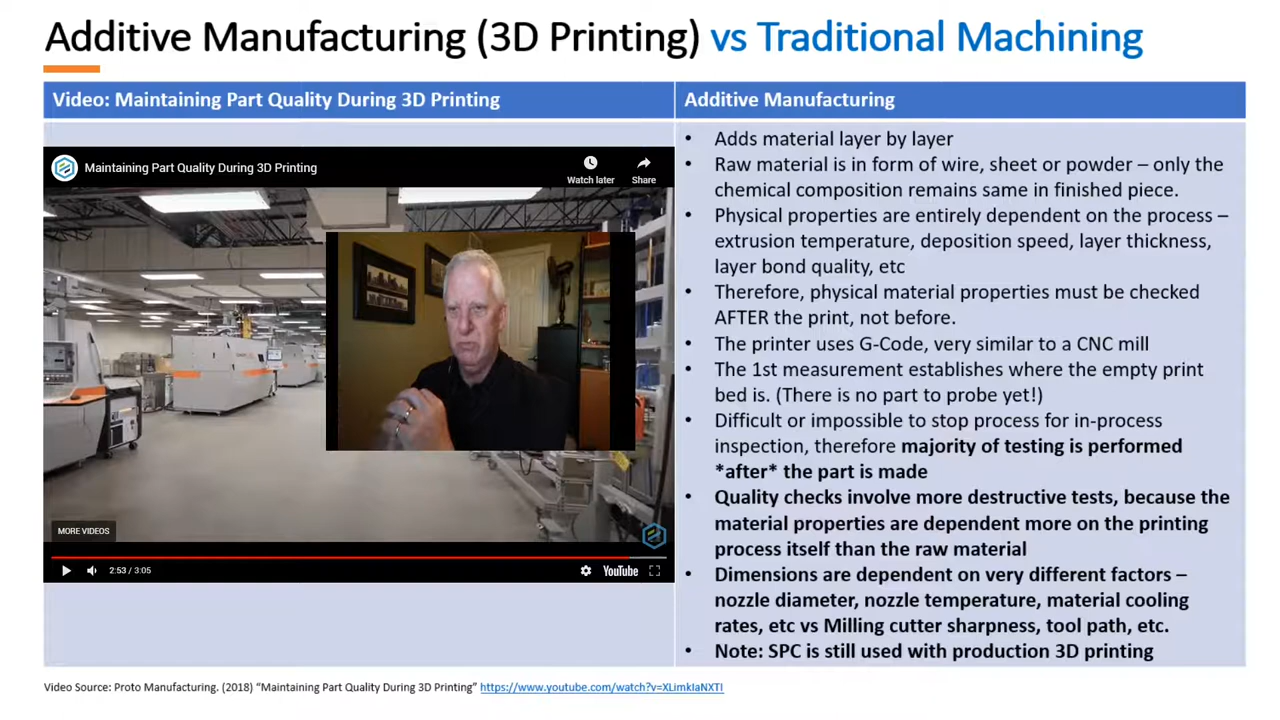 Additive Manufacturing (3D Printing) vs Traditional Machining
Video: Maintaining Part Quality During 3D Printing
Maintaining Part Quality During 3D Printing
Watch later
Share
MORE VIDEOS
2:53 / 3:05
YouTube
Additive Manufacturing
• Adds material layer by layer
• Raw material is in form of wire, sheet or powder – only the
chemical composition remains same in finished piece.
• Physical properties are entirely dependent on the process –
extrusion temperature, deposition speed, layer thickness,
layer bond quality, etc
• Therefore, physical material properties must be checked
AFTER the print, not before.
• The printer uses G-Code, very similar to a CNC mill
• The 1st measurement establishes where the empty print
bed is. (There is no part to probe yet!)
• Difficult or impossible to stop process for in-process
inspection, therefore majority of testing is performed
*after* the part is made
• Quality checks involve more destructive tests, because the
material properties are dependent more on the printing
process itself than the raw material
• Dimensions are dependent on very different factors –
nozzle diameter, nozzle temperature, material cooling
rates, etc vs Milling cutter sharpness, tool path, etc.
• Note: SPC is still used with production 3D printing
Video Source: Proto Manufacturing. (2018) “Maintaining Part Quality During 3D Printing” https://www.youtube.com/watch?v=XLimkIaNXTI